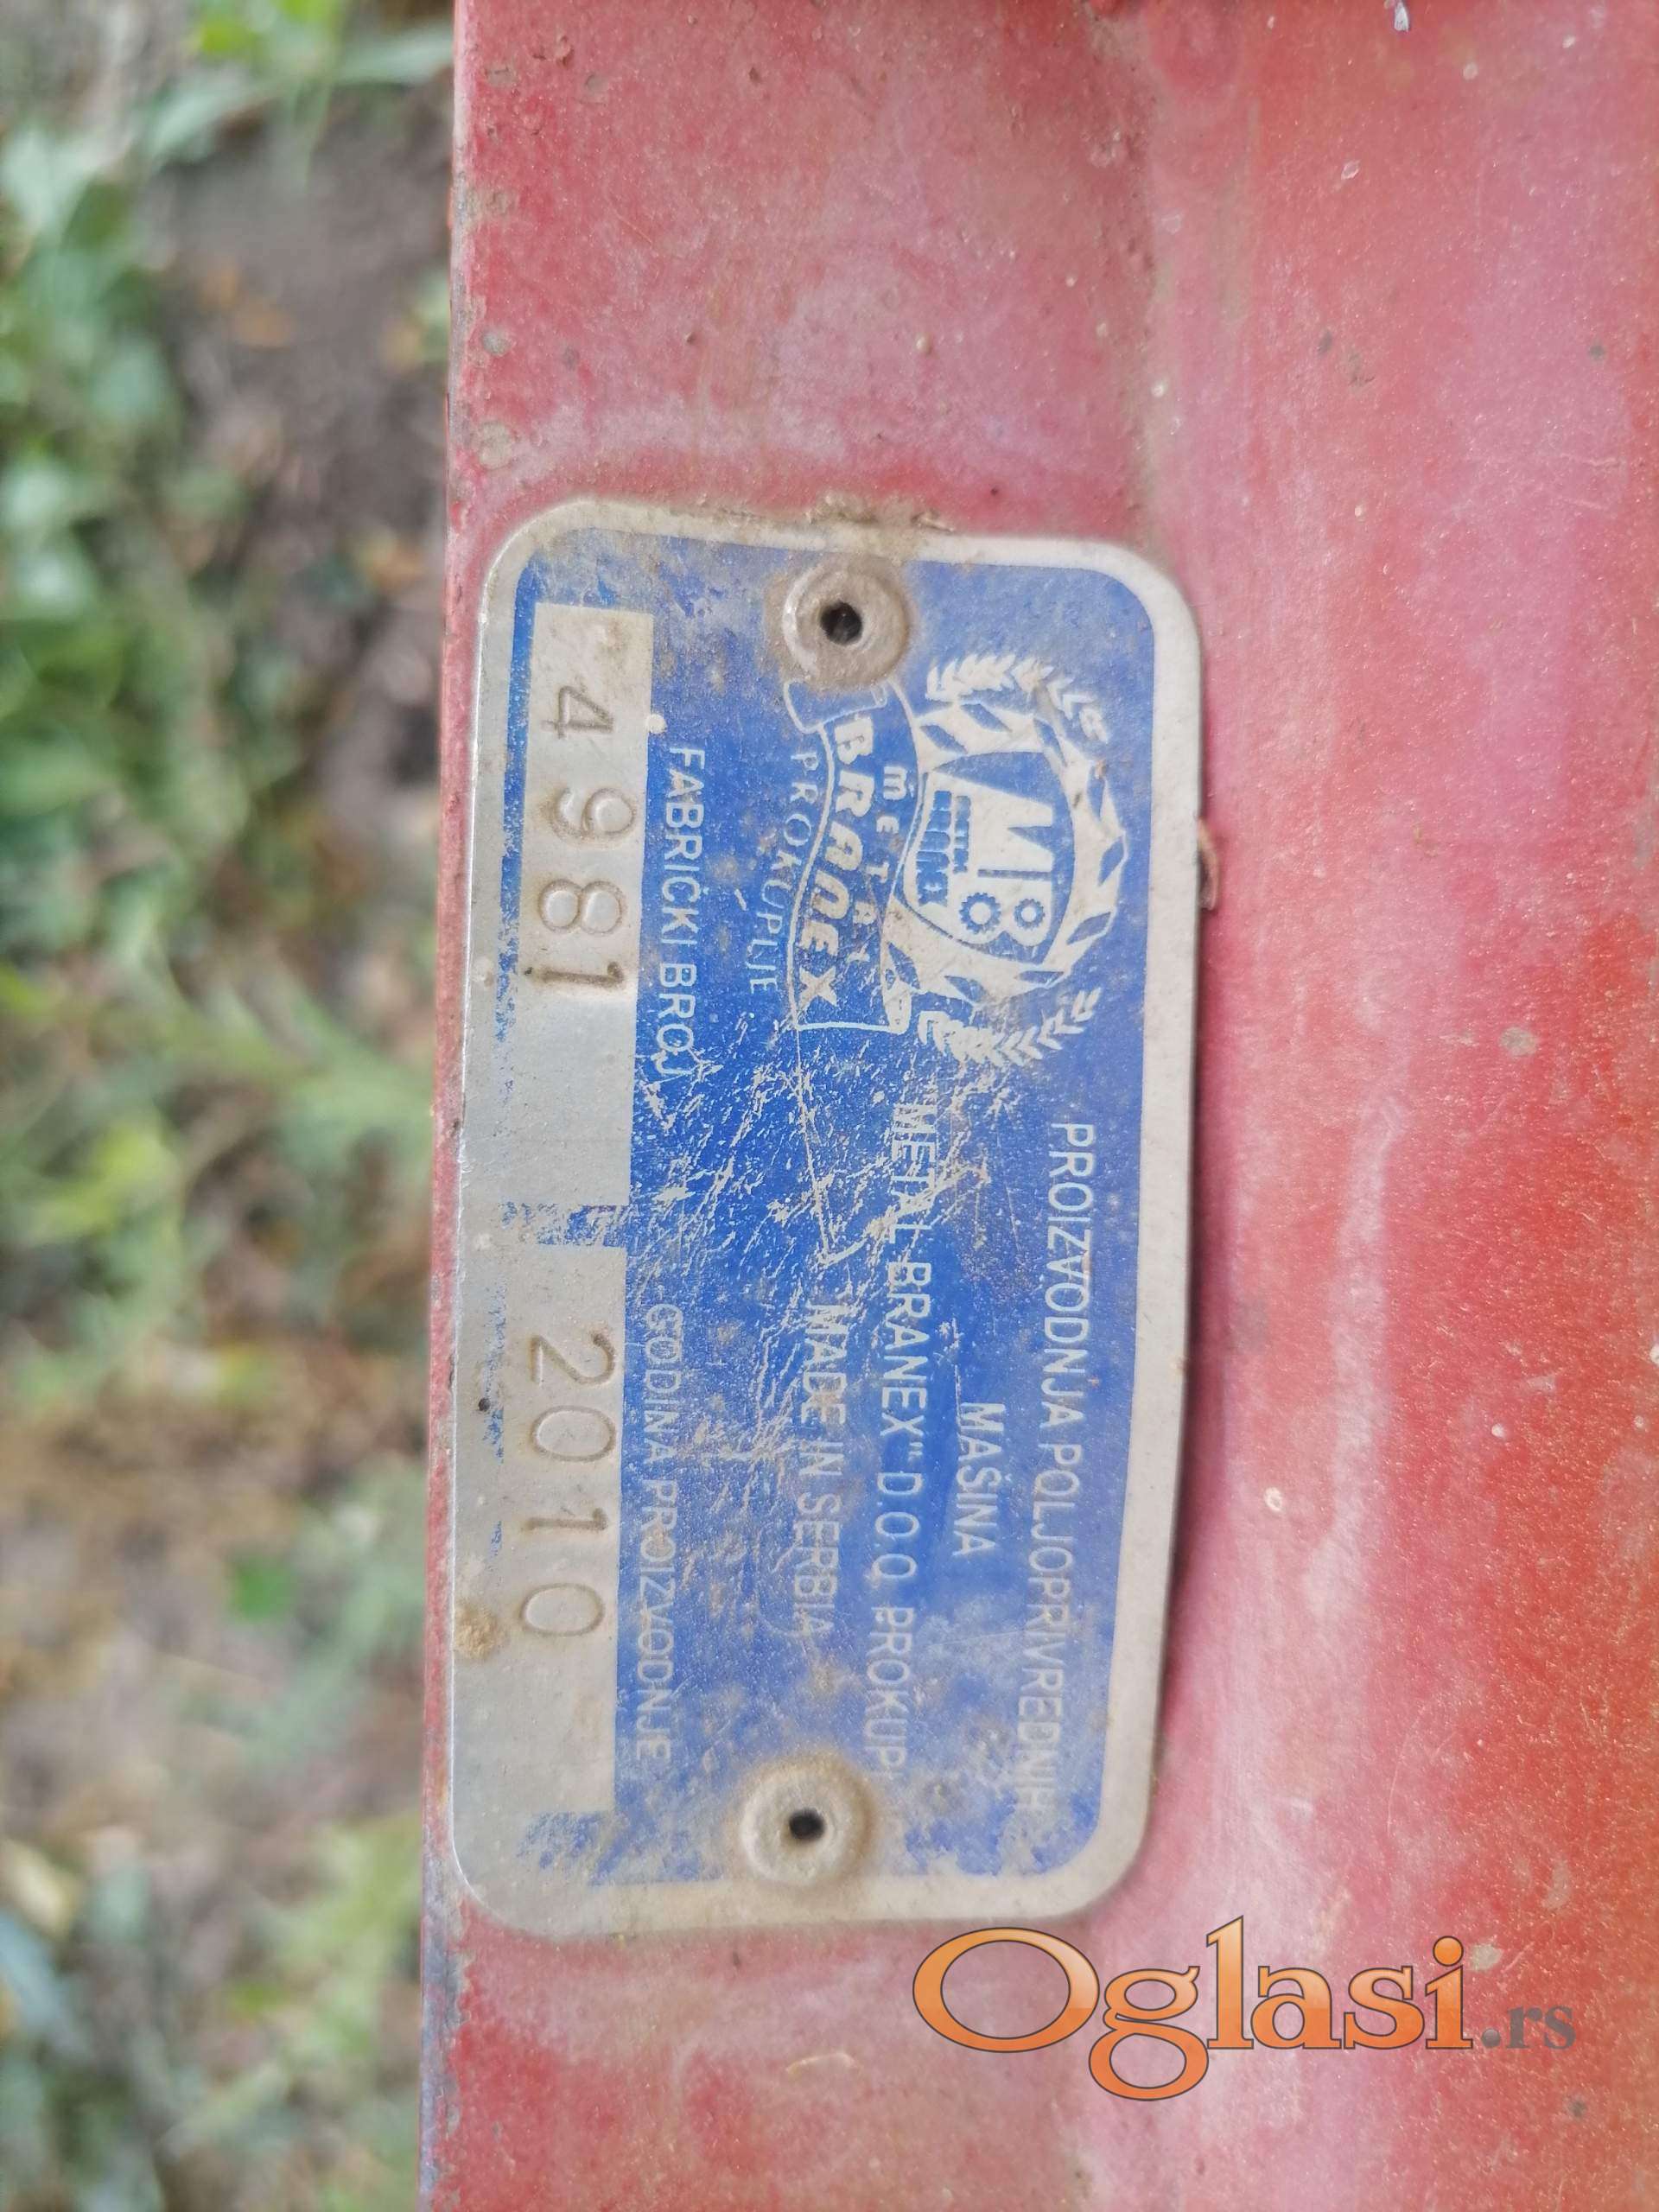 PROIZVODNJA POLJOPRIVREDNIH
MAŠINA
METAL BRANEX" D.O.O. PROKUP
MADE IN SERBIA
MB
METAL
BRANEX
PROKUPLJE
FABRIČKI BROJ
GODINA PROIZVODNJE
4981
2010
Oglasi.rs